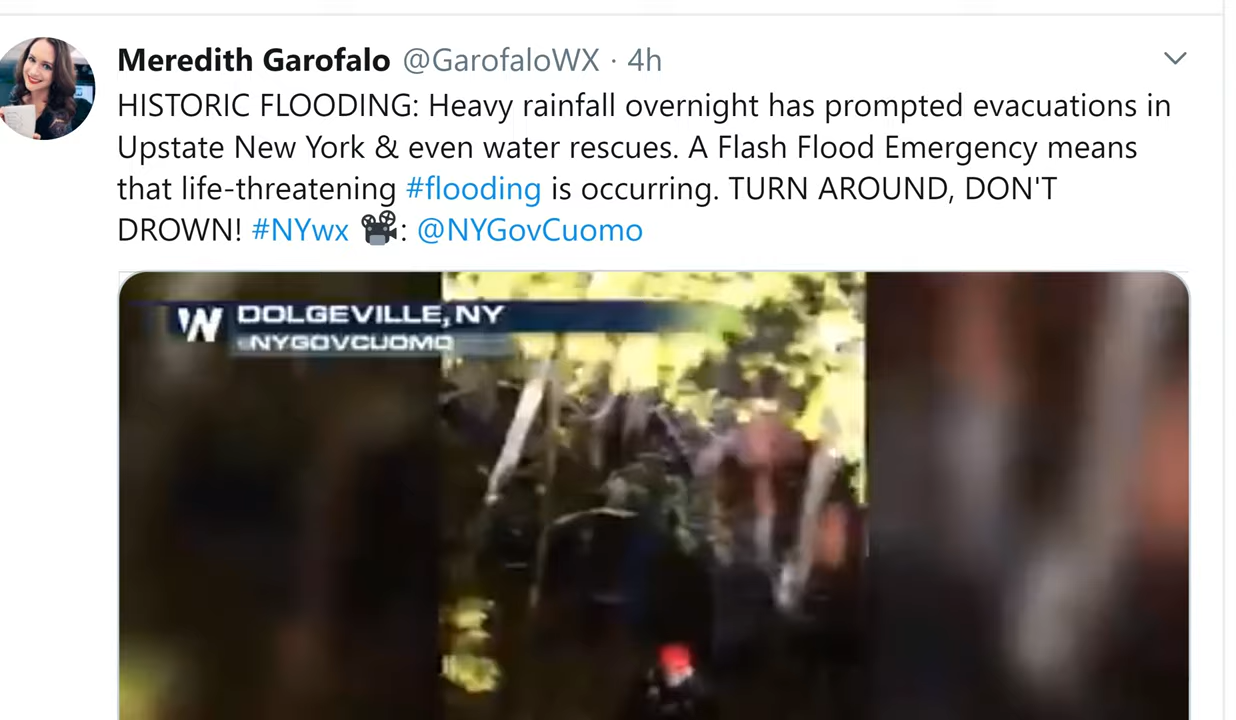 Meredith Garofalo @GarofaloWX · 4h
HISTORIC FLOODING: Heavy rainfall overnight has prompted evacuations in
Upstate New York & even water rescues. A Flash Flood Emergency means
that life-threatening #flooding is occurring. TURN AROUND, DON'T
DROWN! #NYwx 🎥: @NYGovCuomo
W DOLGEVILLE, NY
@NYGOVCUOMO